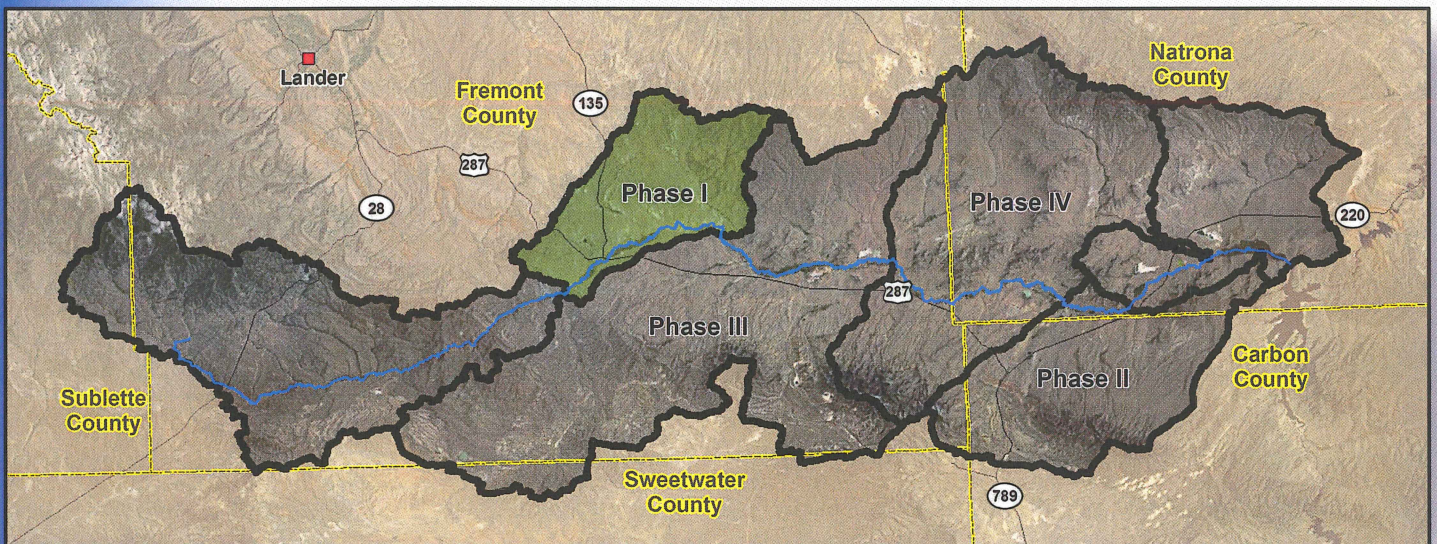 Natrona
County
Lander
Fremont
County
135
287
Phase I
28
Phase IV
220
287
Phase III
Carbon
County
Phase II
Sublette
County
Sweetwater
County
789